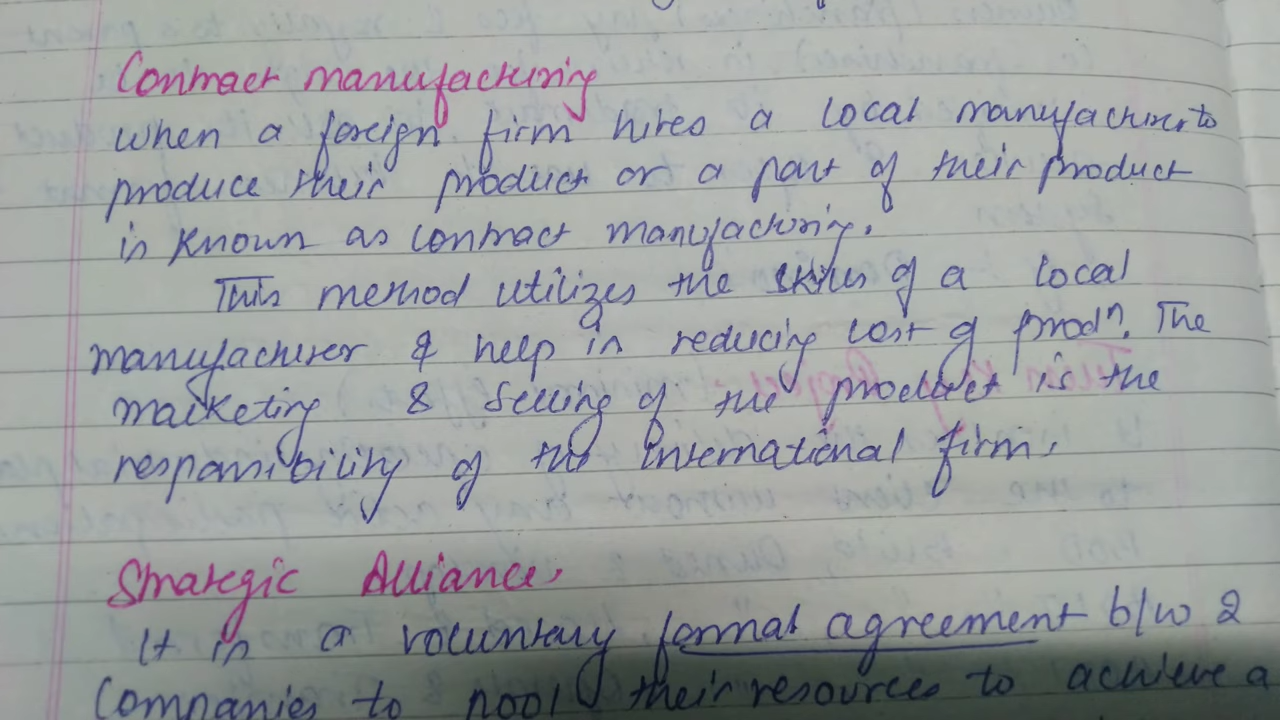 Contract manufacturing
When a foreign firm hires a local manufacturer to
produce their product or a part of their product
is known as contract manufacturing.
This method utilizes the skills of a local
manufacturer & help in reducing cost of prodn. The
marketing & Selling of the product is the
responsibility of the international firm.
Strategic Alliance.
It is a voluntary formal agreement b/w 2
Companies to pool their resources to achieve a